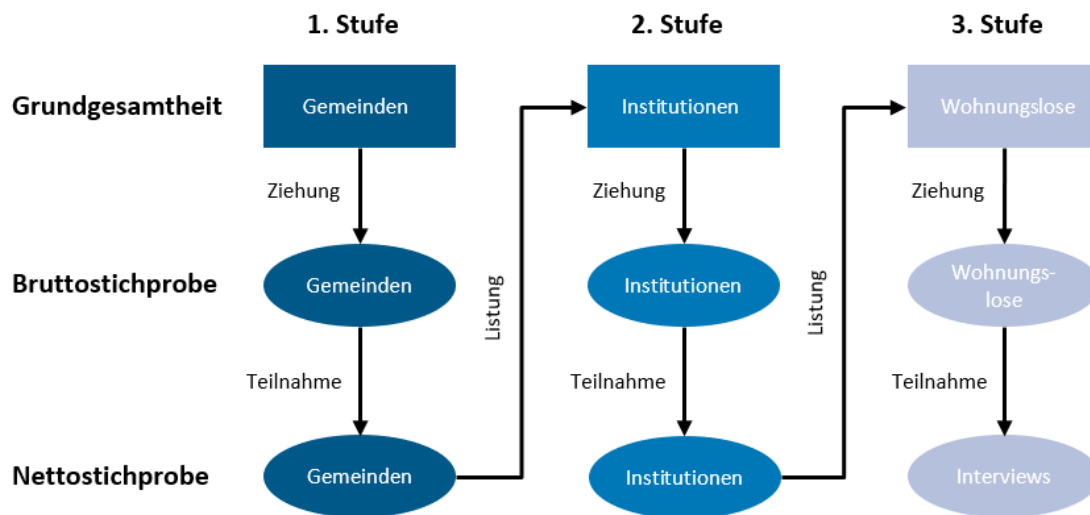 1. Stufe 2. Stufe 3. Stufe
Grundgesamtheit Gemeinden Institutionen Wohnungslose
Ziehung Ziehung Ziehung
Bruttostichprobe Gemeinden Institutionen Wohnungs-
lose
Listung Listung
Teilnahme Teilnahme Teilnahme
Nettostichprobe Gemeinden Institutionen Interviews